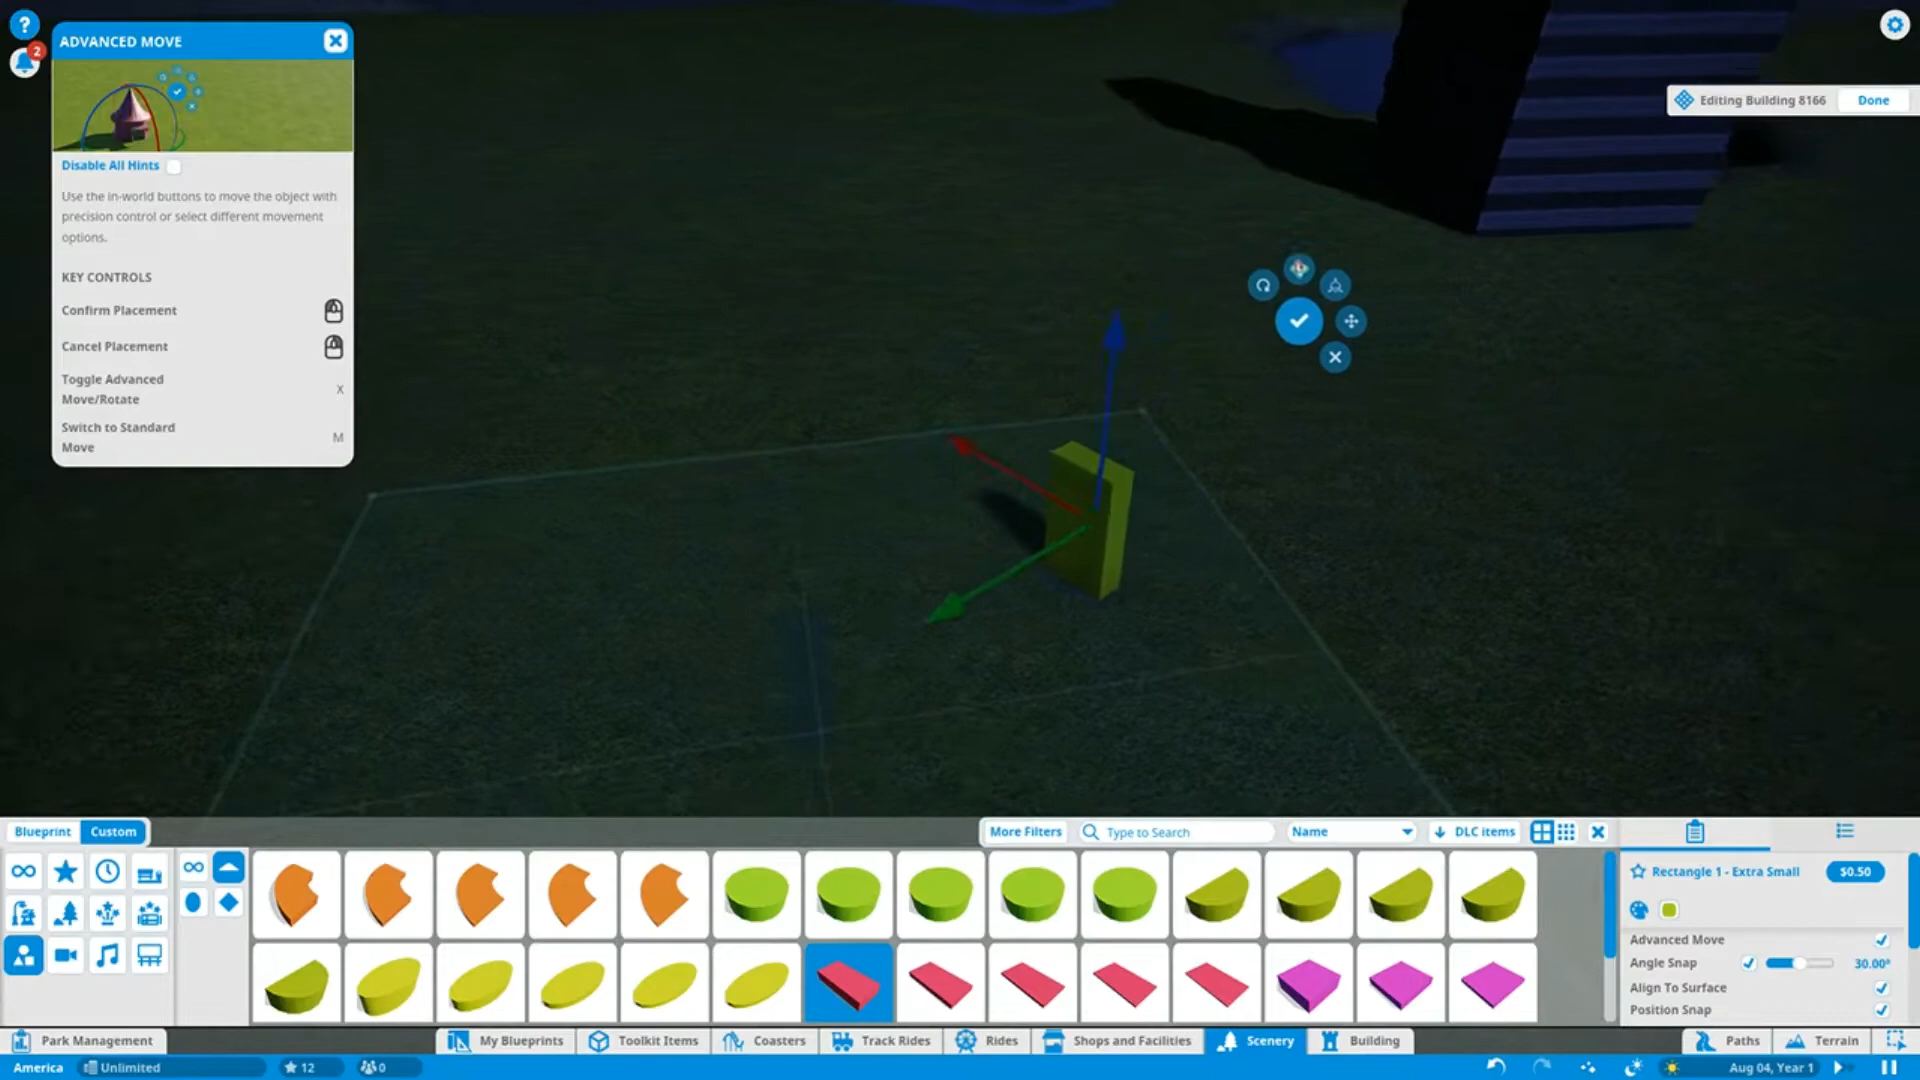 ?
2
ADVANCED MOVE
Disable All Hints
Use the in-world buttons to move the object with
precision control or select different movement
options.
KEY CONTROLS
Confirm Placement
Cancel Placement
Toggle Advanced
Move/Rotate
X
Switch to Standard
Move
M
Editing Building 8166
Done
Blueprint
Custom
More Filters
Type to Search
Name
DLC items
Rectangle 1 - Extra Small
$0.50
Advanced Move
Angle Snap
30.00°
Align To Surface
Position Snap
Park Management
My Blueprints
Toolkit Items
Coasters
Track Rides
Rides
Shops and Facilities
Scenery
Building
Paths
Terrain
America
Unlimited
12
0
Aug 04, Year 1